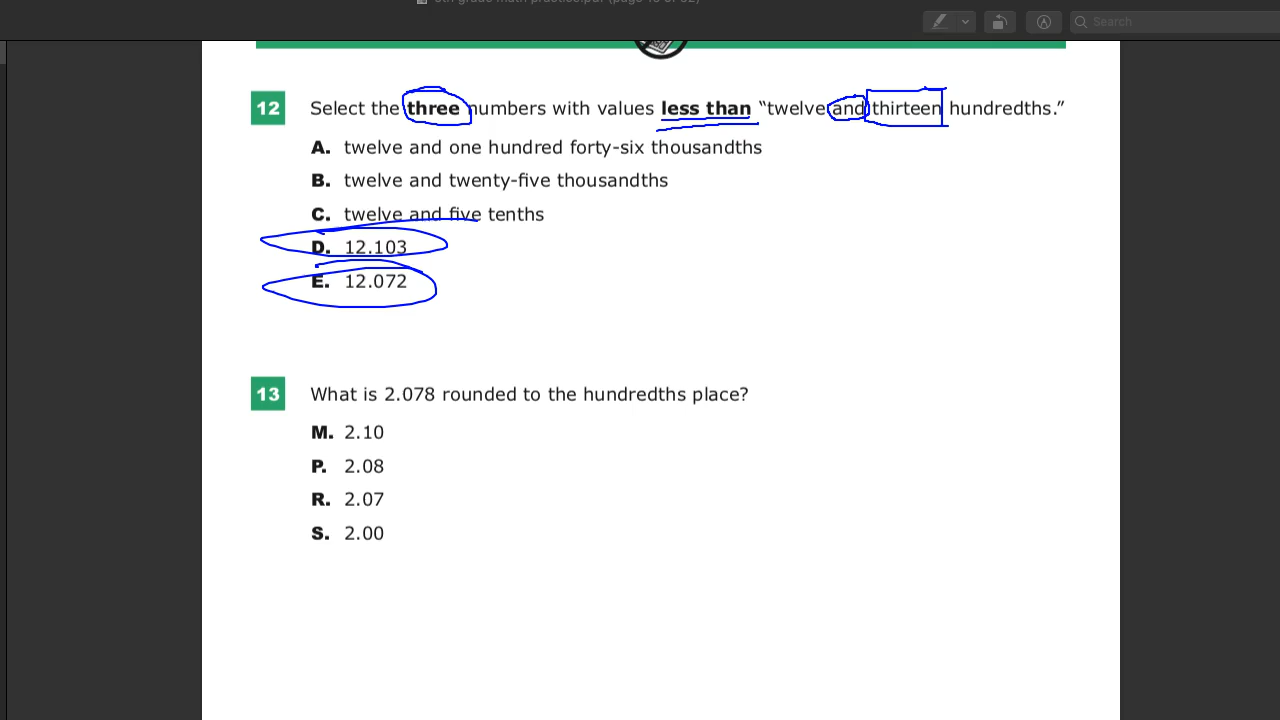 Search
12 Select the three numbers with values less than “twelve and thirteen hundredths.”
A. twelve and one hundred forty-six thousandths
B. twelve and twenty-five thousandths
C. twelve and five tenths
D. 12.103
E. 12.072
13 What is 2.078 rounded to the hundredths place?
M. 2.10
P. 2.08
R. 2.07
S. 2.00